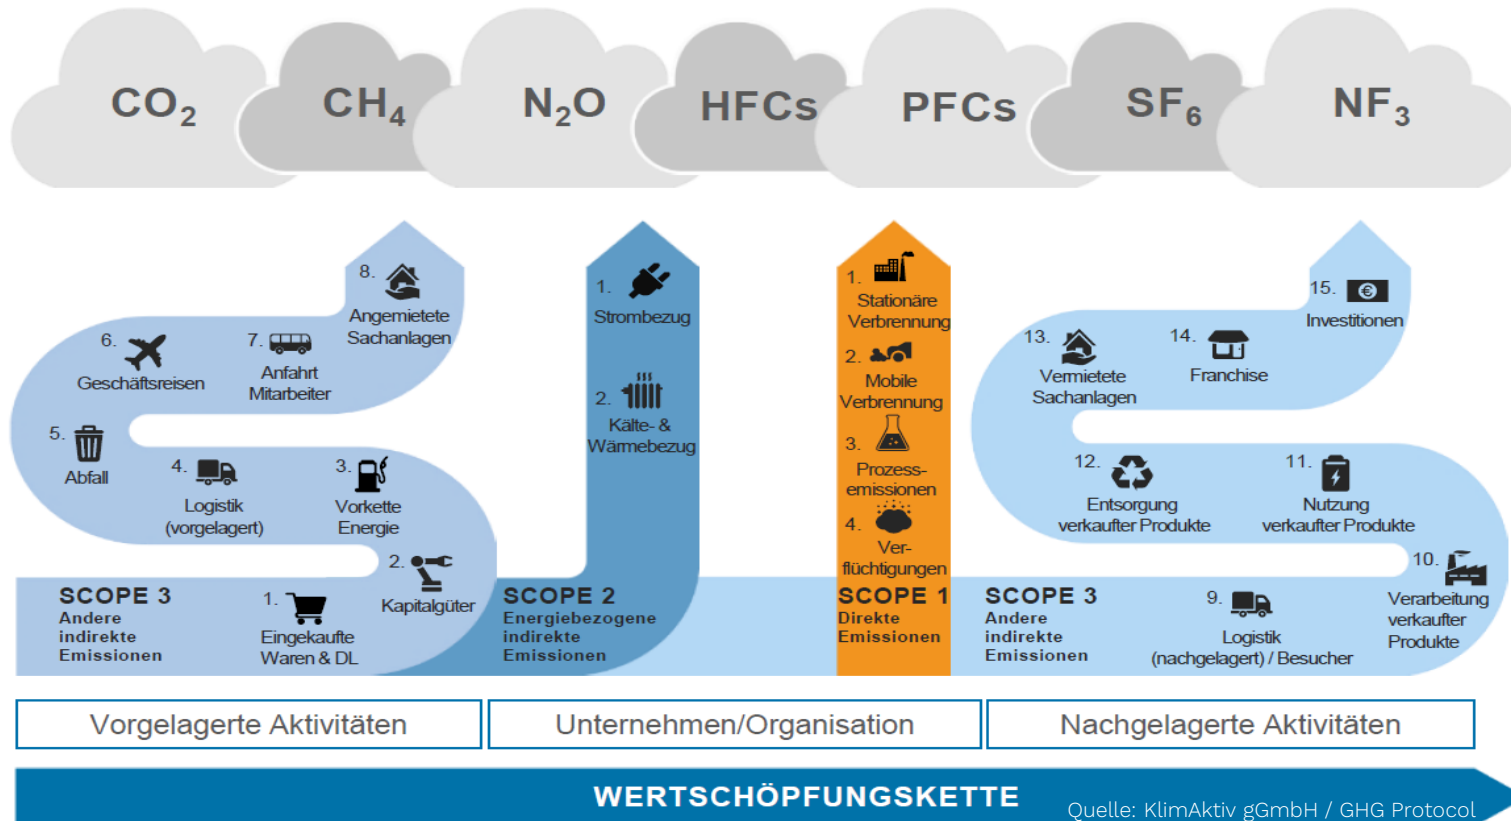 CO₂
CH₄
N₂O
HFCs
PFCs
SF₆
NF₃
SCOPE 3
Andere
indirekte
Emissionen
1.
Eingekaufte
Waren & DL
2.
Kapitalgüter
3.
Vorkette
Energie
4.
Logistik
(vorgelagert)
5.
Abfall
6.
Geschäftsreisen
7.
Anfahrt
Mitarbeiter
8.
Angemietete
Sachanlagen
SCOPE 2
Energiebezogene
indirekte
Emissionen
1.
Strombezug
2.
Kälte- &
Wärmebezug
SCOPE 1
Direkte
Emissionen
1.
Stationäre
Verbrennung
2.
Mobile
Verbrennung
3.
Prozess-
emissionen
4.
Ver-
flüchtigungen
SCOPE 3
Andere
indirekte
Emissionen
9.
Logistik
(nachgelagert) / Besucher
10.
Verarbeitung
verkaufter
Produkte
11.
Nutzung
verkaufter Produkte
12.
Entsorgung
verkaufter Produkte
13.
Vermietete
Sachanlagen
14.
Franchise
15.
€
Investitionen
Vorgelagerte Aktivitäten
Unternehmen/Organisation
Nachgelagerte Aktivitäten
WERTSCHÖPFUNGSKETTE
Quelle: KlimAktiv gGmbH / GHG Protocol